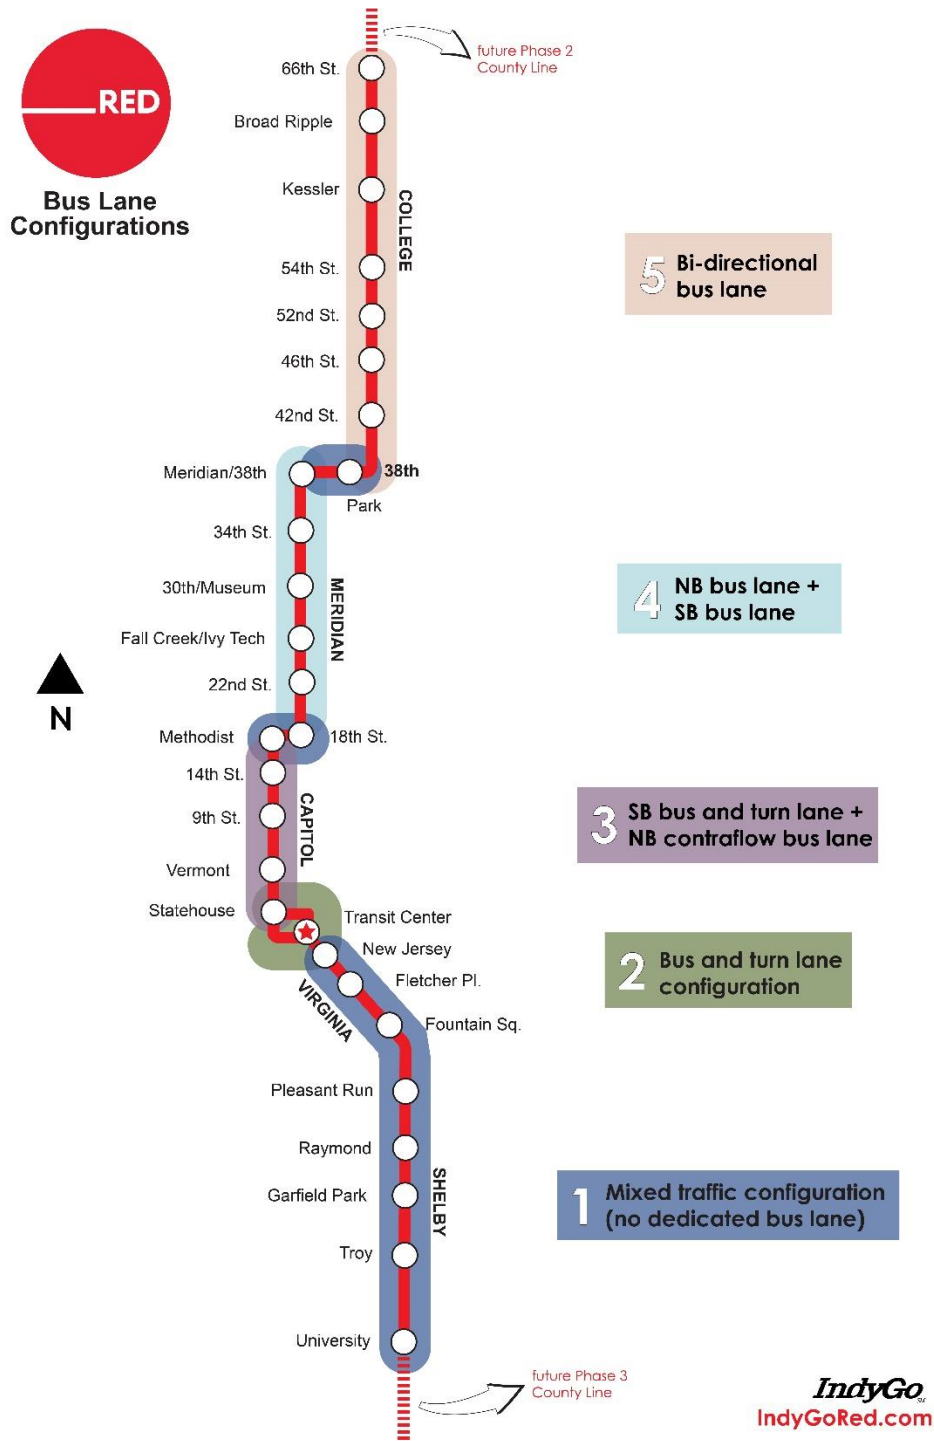 RED
Bus Lane
Configurations
future Phase 2
County Line
66th St.
Broad Ripple
Kessler
COLLEGE
54th St.
52nd St.
46th St.
42nd St.
5 Bi-directional
bus lane
Meridian/38th
38th
Park
34th St.
30th/Museum
MERIDIAN
Fall Creek/Ivy Tech
22nd St.
4 NB bus lane +
SB bus lane
N
Methodist
18th St.
14th St.
CAPITOL
9th St.
Vermont
3 SB bus and turn lane +
NB contraflow bus lane
Statehouse
Transit Center
New Jersey
Fletcher Pl.
VIRGINIA
Fountain Sq.
2 Bus and turn lane
configuration
Pleasant Run
Raymond
Garfield Park
SHELBY
Troy
University
1 Mixed traffic configuration
(no dedicated bus lane)
future Phase 3
County Line
IndyGo
IndyGoRed.com